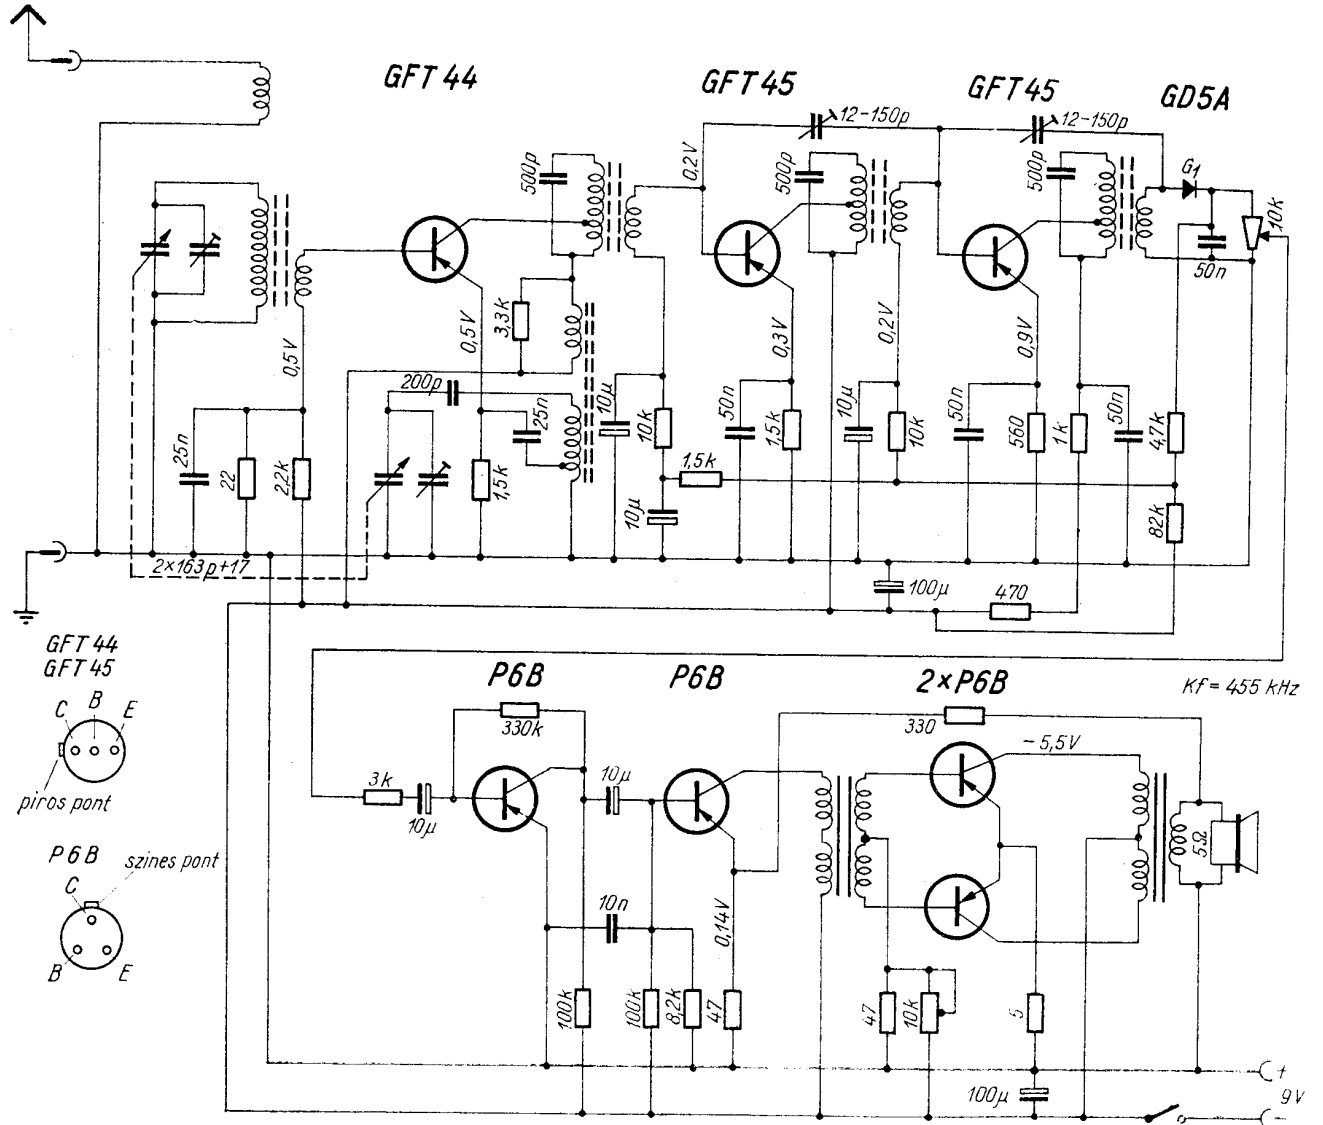 GFT 44
GFT 45
GFT 45
GD5A
12-150p
12-150p
500p
0,2V
500p
500p
G1
10k
50n
0,5V
0,5V
3,3k
0,3V
0,2V
0,9V
200p
25n
22
2,2k
1,5k
25n
10μ
10k
1,5k
10μ
50n
1,5k
10μ
10k
50n
560
1k
50n
4,7k
82k
2×163p+17
100μ
470
GFT 44
GFT 45
C B E
piros pont
P6B
szines pont
C
B E
P6B
P6B
2×P6B
Kf = 455 kHz
330k
330
-5,5V
3k
10μ
10μ
5Ω
10n
0,14V
100k
100k
8,2k
47
47
10k
5
100μ
+
9V
-